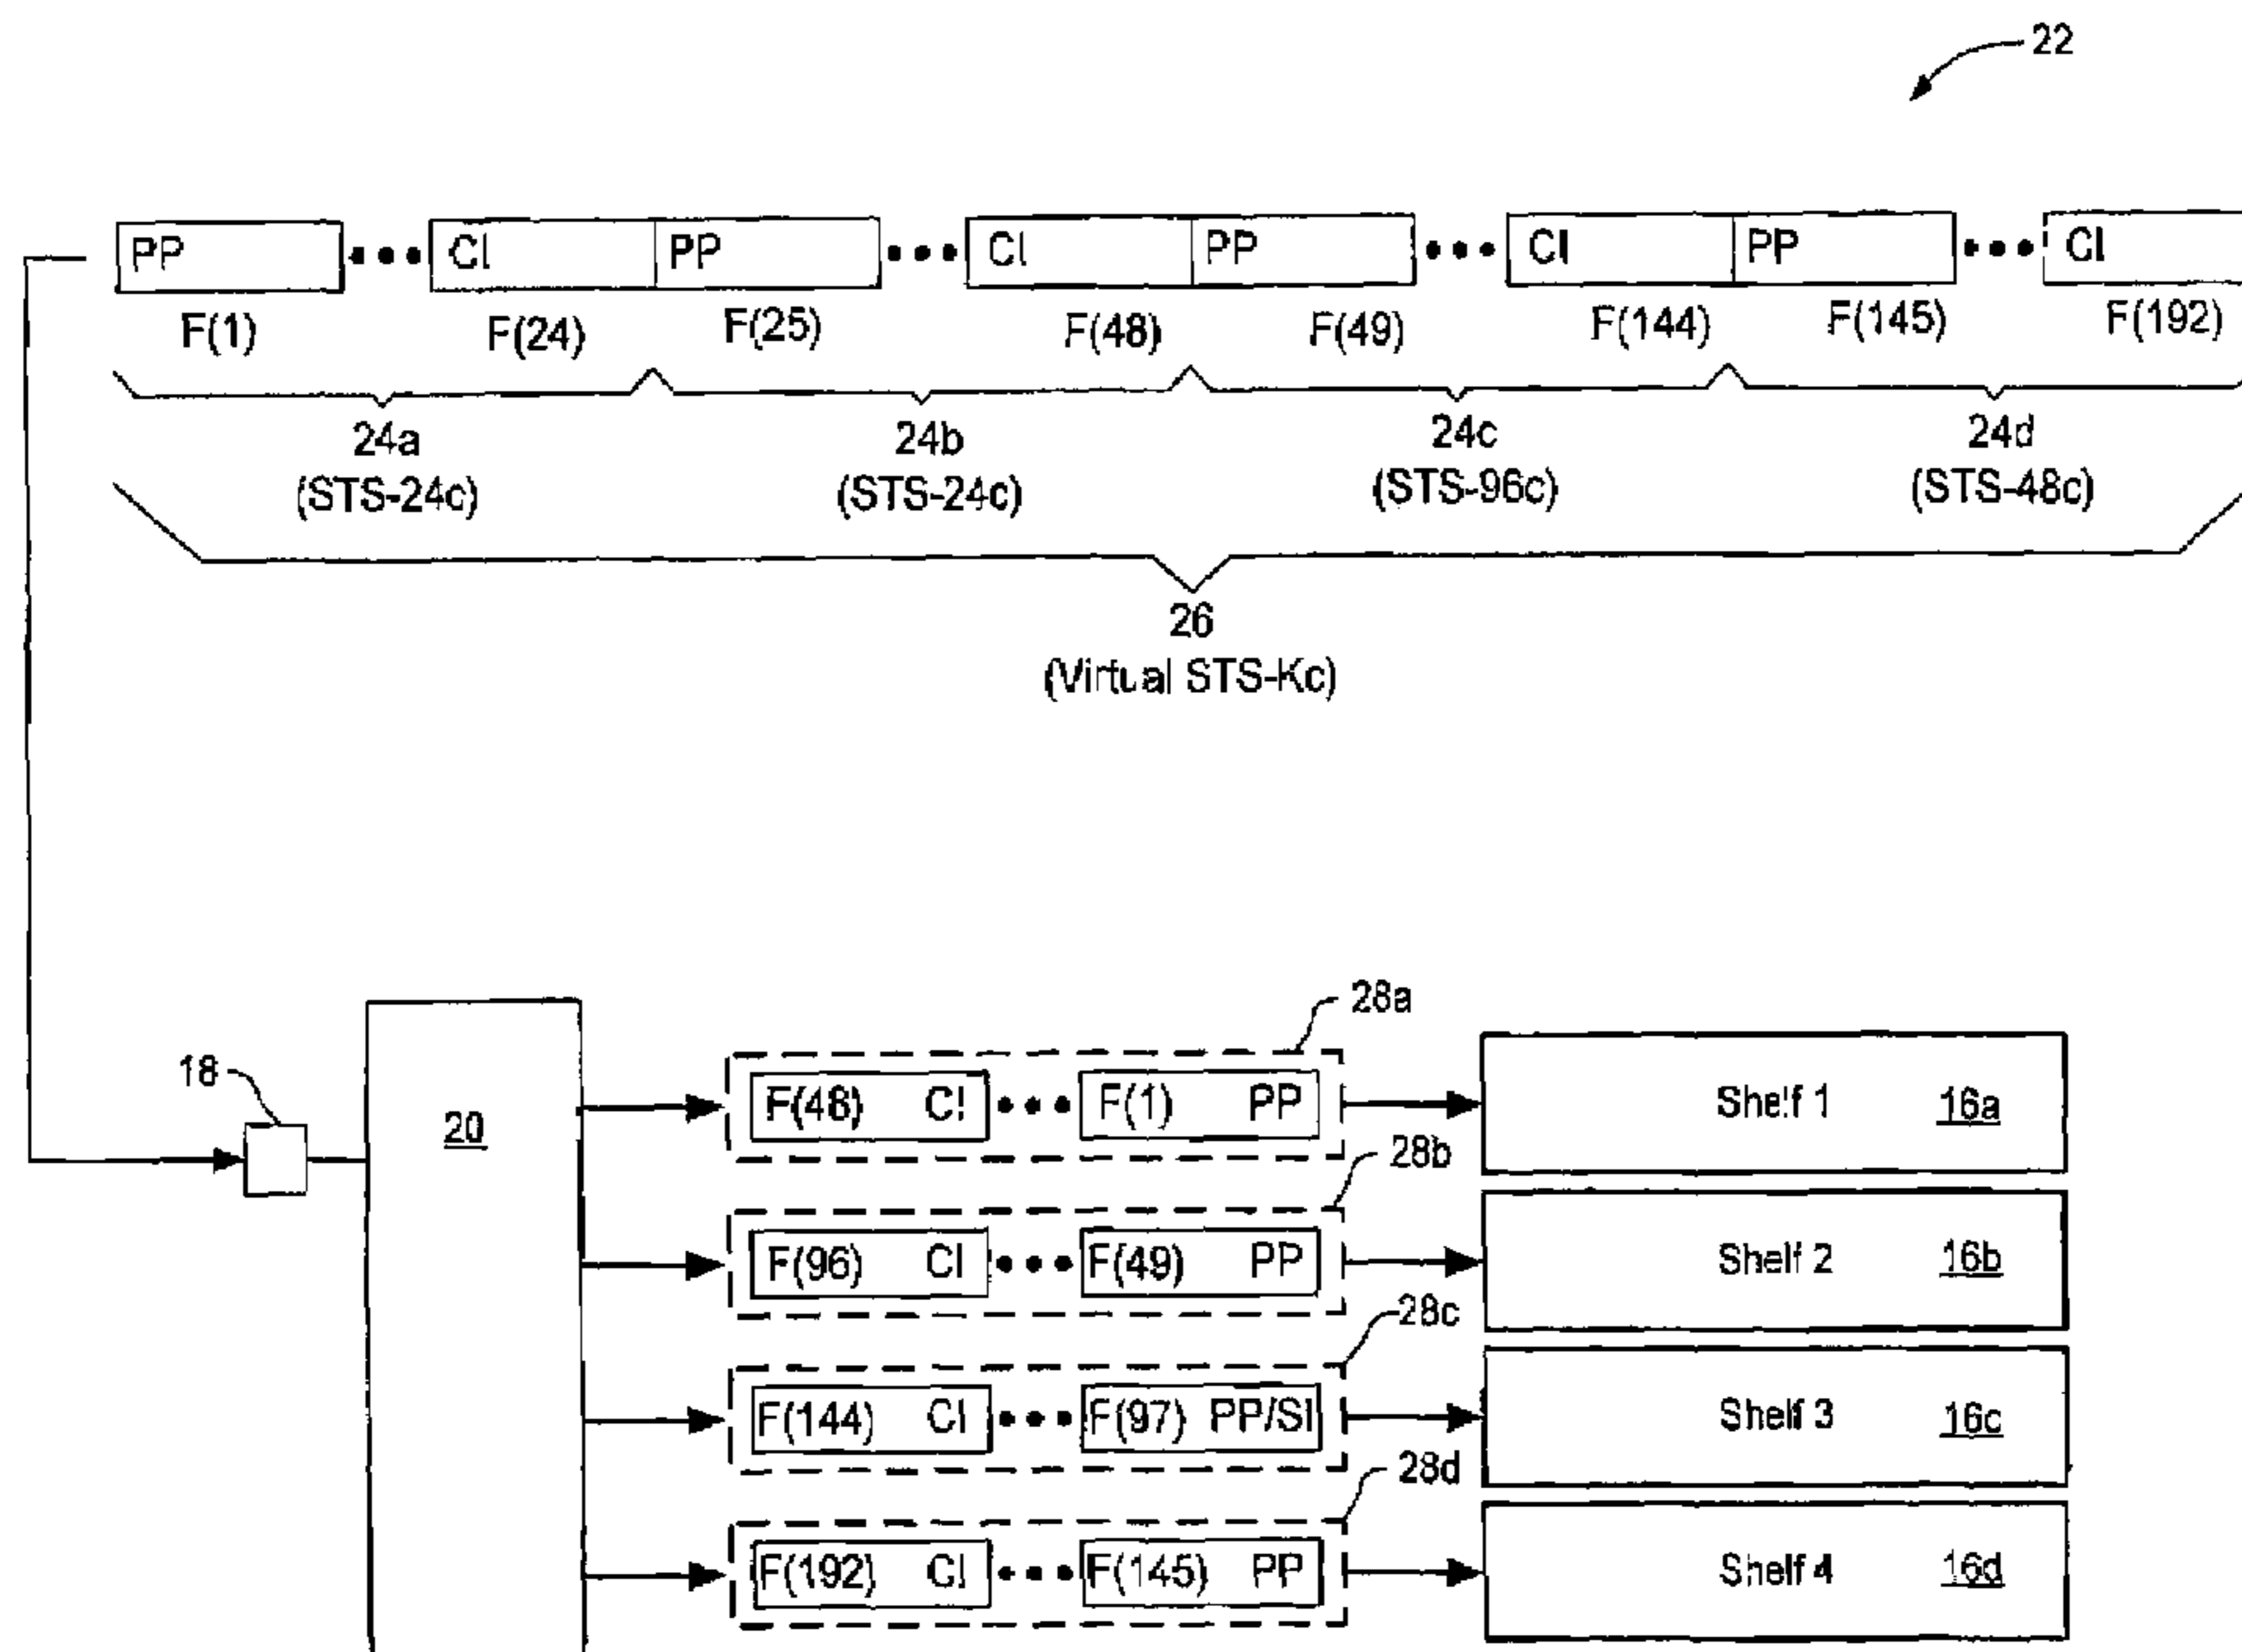 22
PP CI PP CI PP CI PP CI
F(1) F(24) F(25) F(48) F(49) F(144) F(145) F(192)
24a 24b 24c 24d
(STS-24c) (STS-24c) (STS-96c) (STS-48c)
26
(Virtual STS-Kc)
28a
18
20
F(48) CI F(1) PP
Shelf 1 16a
28b
F(96) CI F(49) PP
Shelf 2 16b
28c
F(144) CI F(97) PP/SI
Shelf 3 16c
28d
F(192) CI F(145) PP
Shelf 4 16d